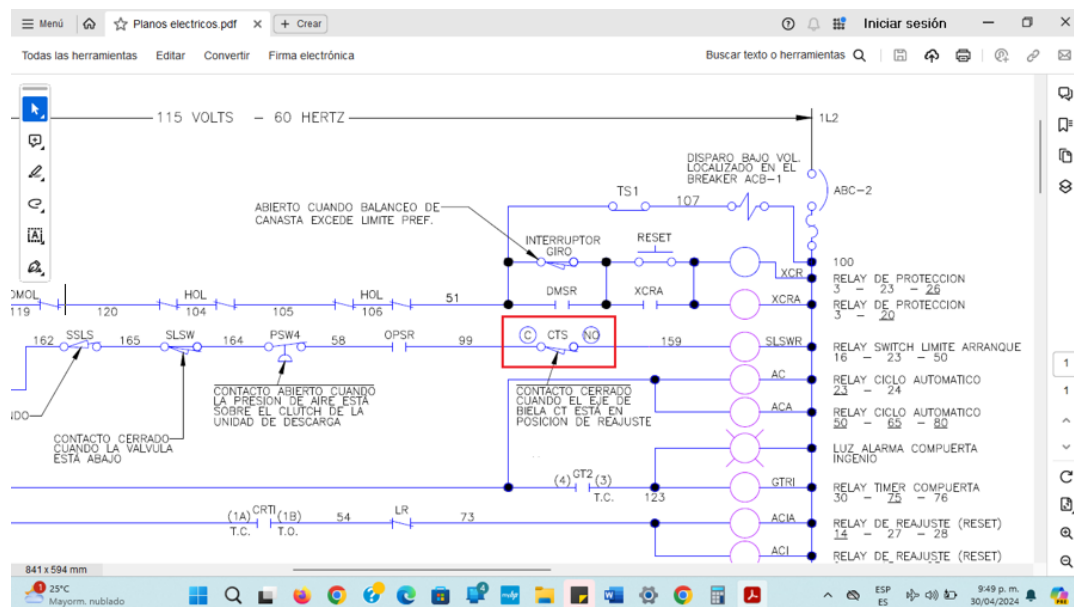 Menú
Planos electricos.pdf
Crear
Iniciar sesión
Todas las herramientas Editar Convertir Firma electrónica
Buscar texto o herramientas
115 VOLTS - 60 HERTZ
1L2
DISPARO BAJO VOL.
LOCALIZADO EN EL
BREAKER ACB-1
ABC-2
TS1
107
ABIERTO CUANDO BALANCEO DE
CANASTA EXCEDE LIMITE PREF.
INTERRUPTOR
GIRO
RESET
100
XCR
RELAY DE PROTECCION
3 - 23 - 26
DMSR
XCRA
XCRA
RELAY DE PROTECCION
3 - 20
119
120
HOL
104
105
HOL
106
51
162 SSLS 165 SLSW 164 PSW4 58 OPSR 99
C CTS NO
159
SLSWR
RELAY SWITCH LIMITE ARRANQUE
16 - 23 - 50
CONTACTO ABIERTO CUANDO
LA PRESION DE AIRE ESTÁ
SOBRE EL CLUTCH DE LA
UNIDAD DE DESCARGA
CONTACTO CERRADO
CUANDO EL EJE DE
BIELA CT ESTÁ EN
POSICION DE REAJUSTE
AC
RELAY CICLO AUTOMATICO
23 - 24
ACA
RELAY CICLO AUTOMATICO
50 - 65 - 80
NDO
CONTACTO CERRADO
CUANDO LA VALVULA
ESTÁ ABAJO
LUZ ALARMA COMPUERTA
INGENIO
(4) GT2 (3)
T.C.
123
GTRI
RELAY TIMER COMPUERTA
30 - 75 - 76
(1A) CRTI (1B)
T.C. T.O.
54
LR
73
ACIA
RELAY DE REAJUSTE (RESET)
14 - 27 - 28
ACI
RELAY DE REAJUSTE (RESET)
1
1
841 x 594 mm
25°C
Mayorm. nublado
ESP
ES
9:49 p. m.
30/04/2024